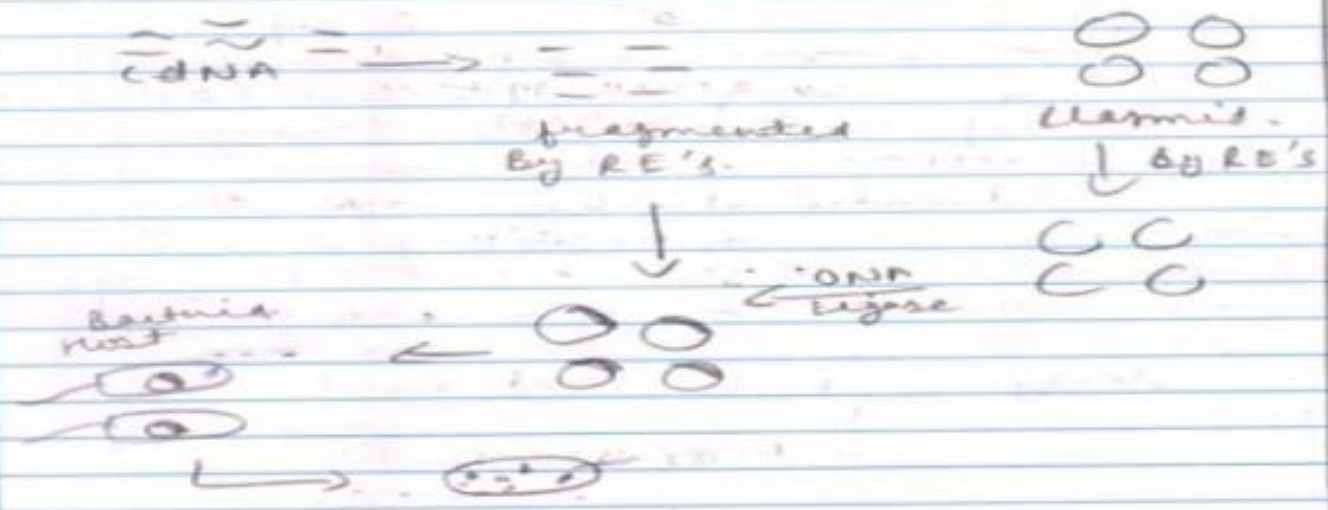 cDNA
fragmented
By RE's.
Plasmid.
By RE's
DNA
Ligase
Bacteria
Host